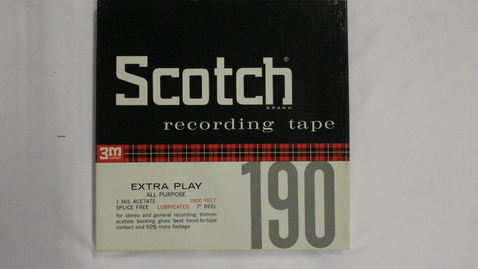 Scotch®
BRAND
recording tape
3M
EXTRA PLAY
ALL PURPOSE
1 MIL ACETATE 1800 FEET
SPLICE FREE LUBRICATED 7" REEL
for stereo and general recording; thinner
acetate backing gives best head-to-tape
contact and 50% more footage
190